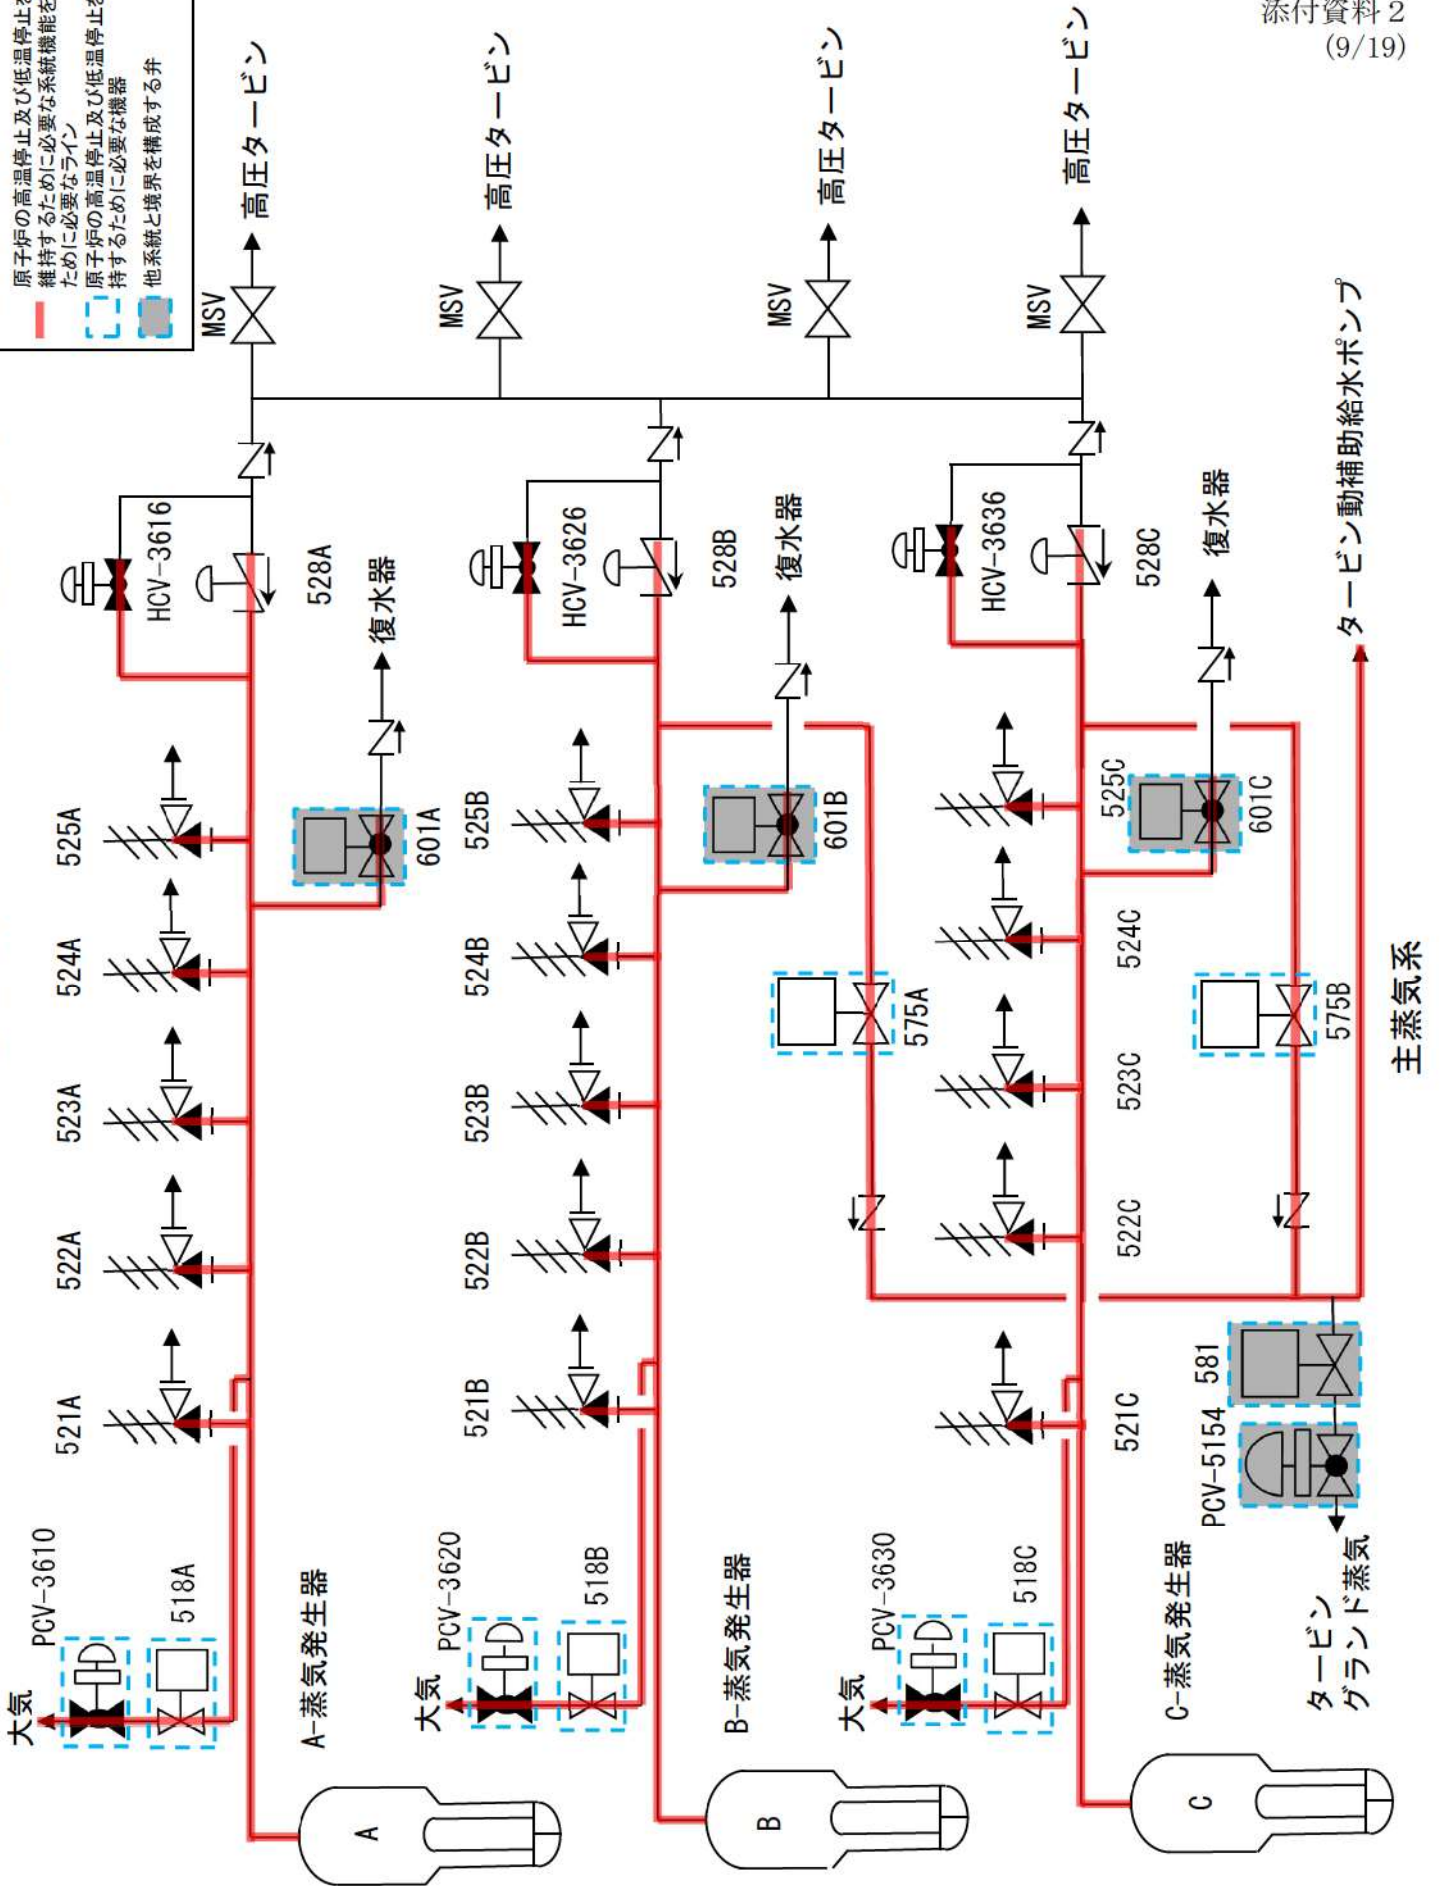 添付資料２
(9/19)
原子炉の高温停止及び低温停止を
維持するために必要な系統機能を
ために必要なライン
原子炉の高温停止及び低温停止を
持するために必要な機器
他系統と境界を構成する弁
大気
PCV-3610
518A
521A
522A
523A
524A
525A
HCV-3616
528A
MSV
高圧タービン
601A
復水器
A-蒸気発生器
A
MSV
高圧タービン
大気
PCV-3620
518B
521B
522B
523B
524B
525B
HCV-3626
528B
601B
復水器
B-蒸気発生器
B
575A
MSV
高圧タービン
大気
PCV-3630
518C
521C
522C
523C
524C
525C
HCV-3636
528C
MSV
高圧タービン
601C
復水器
C-蒸気発生器
C
575B
PCV-5154
581
タービン
グランド蒸気
タービン動補助給水ポンプ
主蒸気系